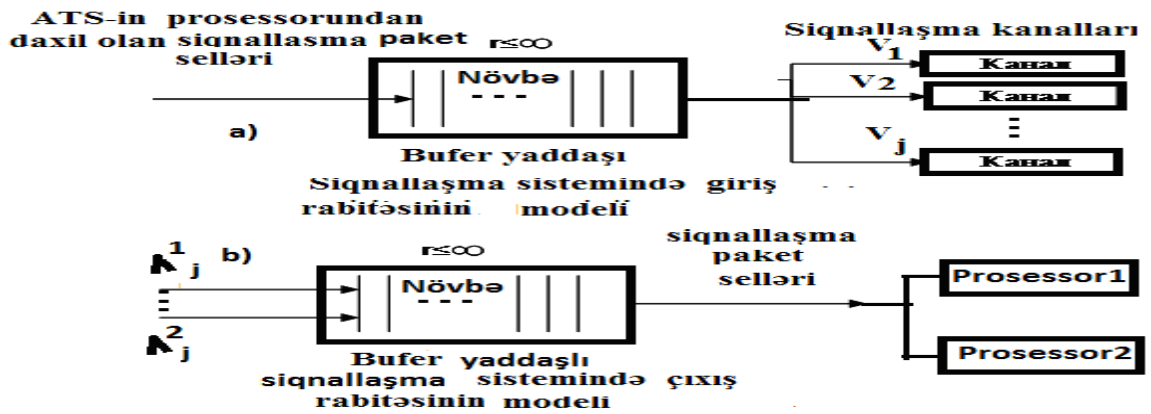 ATS-in prosessorundan
daxil olan siqnallaşma paket
selləri
r≤∞
Növbə
a)
Bufer yaddaşı
Siqnallaşma kanalları
V1
Канал
V2
Канал
Vj
Канал
Siqnallaşma sistemində giriş
rabitəsinin modeli
b)
r≤∞
Növbə
Bufer yaddaşlı
siqnallaşma sistemində çıxış
rabitəsinin modeli
siqnallaşma
paket
selləri
Prosessor1
Prosessor2